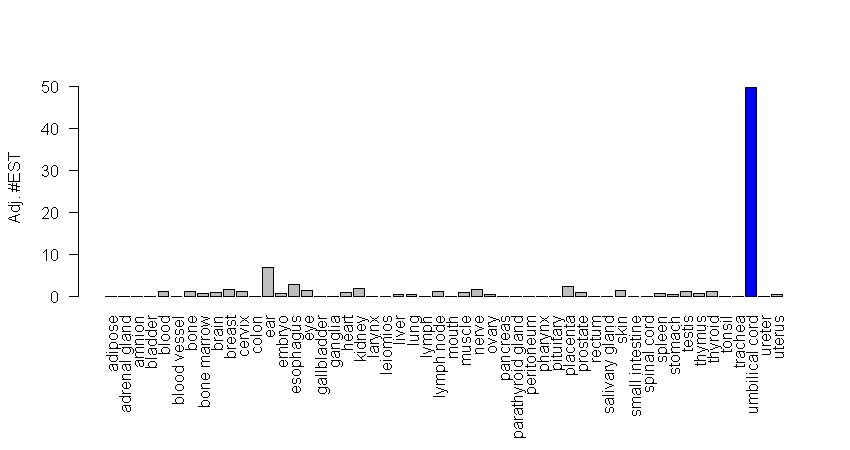 Adj. #EST
50
40
30
20
10
0
adipose
adrenal gland
amnion
bladder
blood
blood vessel
bone
bone marrow
brain
breast
cervix
colon
ear
embryo
esophagus
eye
gallbladder
ganglia
heart
kidney
larynx
leiomios
liver
lung
lymph
lymph node
mouth
muscle
nerve
ovary
pancreas
parathyroid gland
peritoneum
pharynx
pituitary
placenta
prostate
rectum
salivary gland
skin
small intestine
spinal cord
spleen
stomach
testis
thymus
thyroid
tonsil
trachea
umbilical cord
ureter
uterus